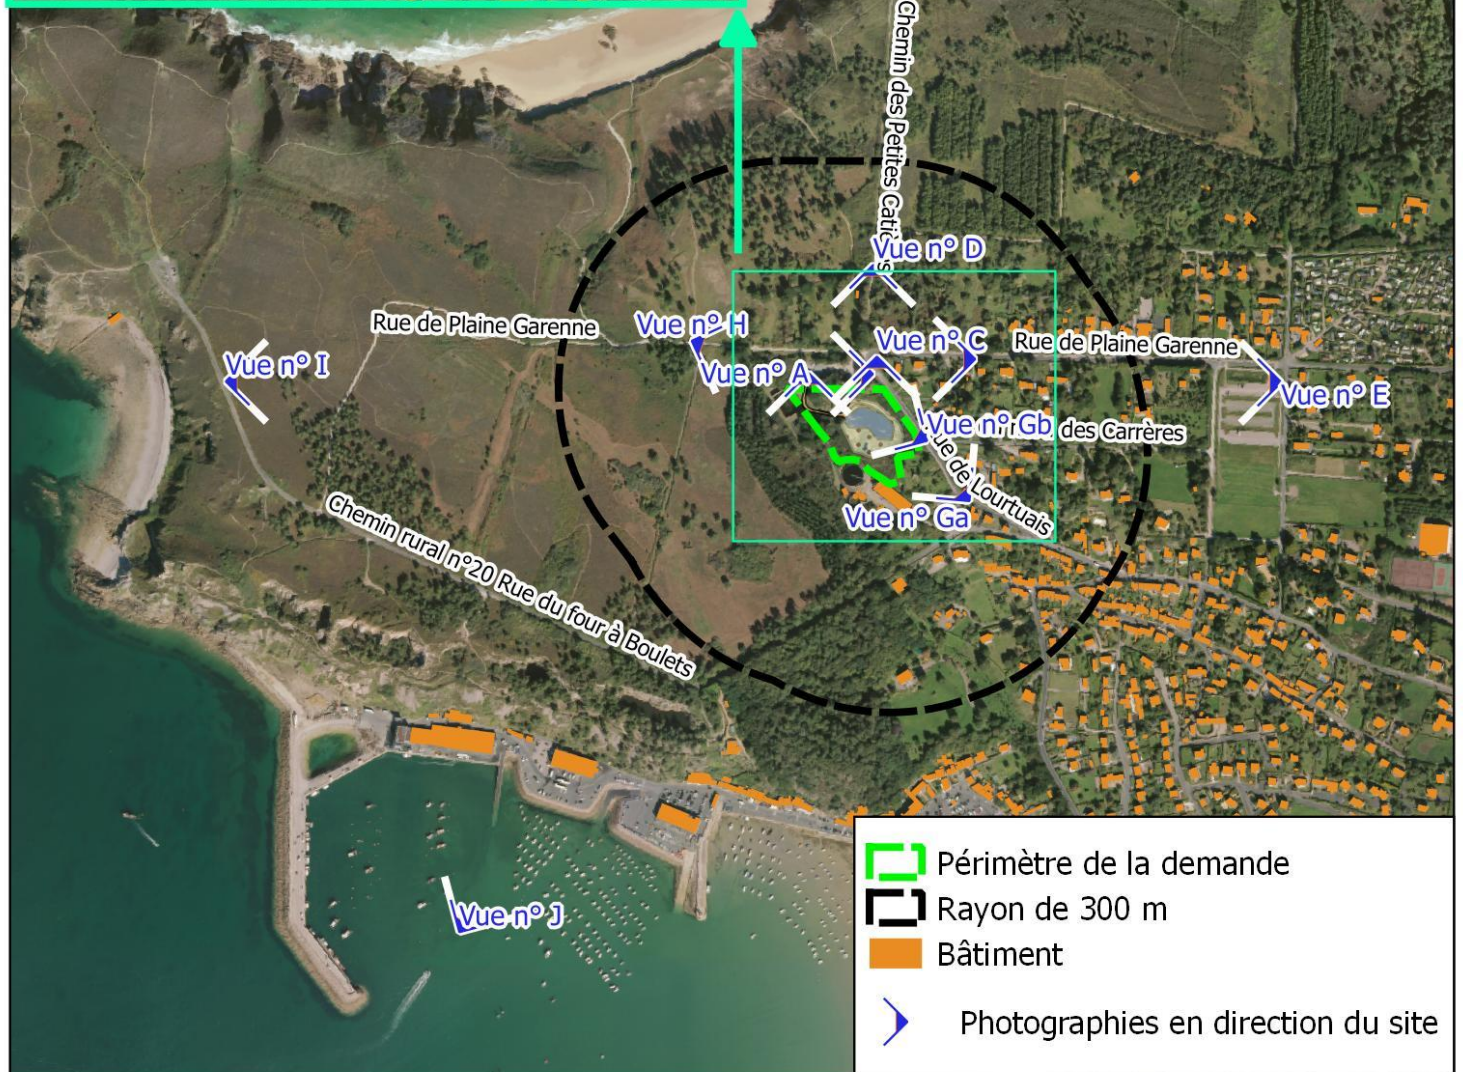 Chemin des Petites Catic
s
Vue n° D
Rue de Plaine Garenne
Vue n° H
Vue n° C
Rue de Plaine Garenne
Vue n° I
Vue n° A
Vue n° E
Vue n° Gb
des Carrères
Rue de Lourtuais
Vue n° Ga
Chemin rural n°20 Rue du four à Boulets
Vue n° J
Périmètre de la demande
Rayon de 300 m
Bâtiment
Photographies en direction du site